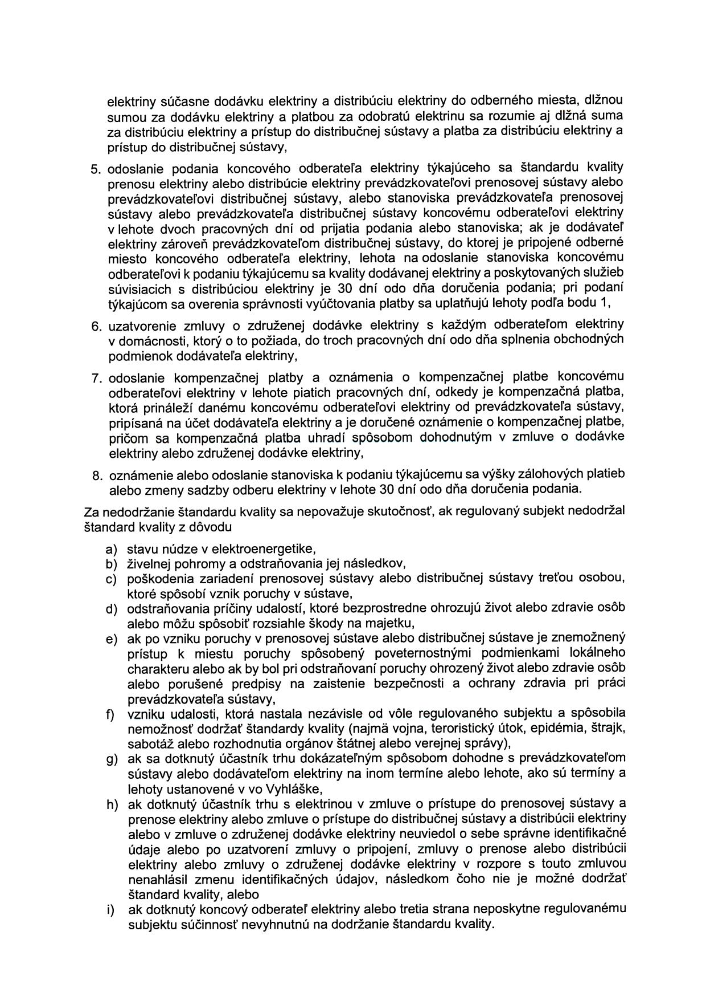 elektriny súčasne dodávku elektriny a distribúciu elektriny do odberného miesta, dlžnou
sumou za dodávku elektriny a platbou za odobratú elektrinu sa rozumie aj dlžná suma
za distribúciu elektriny a prístup do distribučnej sústavy a platba za distribúciu elektriny a
prístup do distribučnej sústavy,
5. odoslanie podania koncového odberateľa elektriny týkajúceho sa štandardu kvality
prenosu elektriny alebo distribúcie elektriny prevádzkovateľovi prenosovej sústavy alebo
prevádzkovateľovi distribučnej sústavy, alebo stanoviska prevádzkovateľa prenosovej
sústavy alebo prevádzkovateľa distribučnej sústavy koncovému odberateľovi elektriny
v lehote dvoch pracovných dní od prijatia podania alebo stanoviska; ak je dodávateľ
elektriny zároveň prevádzkovateľom distribučnej sústavy, do ktorej je pripojené odberné
miesto koncového odberateľa elektriny, lehota na odoslanie stanoviska koncovému
odberateľovi k podaniu týkajúcemu sa kvality dodávanej elektriny a poskytovaných služieb
súvisiacich s distribúciou elektriny je 30 dní odo dňa doručenia podania; pri podaní
týkajúcom sa overenia správnosti vyúčtovania platby sa uplatňujú lehoty podľa bodu 1,
6. uzatvorenie zmluvy o združenej dodávke elektriny s každým odberateľom elektriny
v domácnosti, ktorý o to požiada, do troch pracovných dní odo dňa splnenia obchodných
podmienok dodávateľa elektriny,
7. odoslanie kompenzačnej platby a oznámenia o kompenzačnej platbe koncovému
odberateľovi elektriny v lehote piatich pracovných dní, odkedy je kompenzačná platba,
ktorá prináleží danému koncovému odberateľovi elektriny od prevádzkovateľa sústavy,
pripísaná na účet dodávateľa elektriny a je doručené oznámenie o kompenzačnej platbe,
pričom sa kompenzačná platba uhradí spôsobom dohodnutým v zmluve o dodávke
elektriny alebo združenej dodávke elektriny,
8. oznámenie alebo odoslanie stanoviska k podaniu týkajúcemu sa výšky zálohových platieb
alebo zmeny sadzby odberu elektriny v lehote 30 dní odo dňa doručenia podania.
Za nedodržanie štandardu kvality sa nepovažuje skutočnosť, ak regulovaný subjekt nedodržal
štandard kvality z dôvodu
a) stavu núdze v elektroenergetike,
b) živelnej pohromy a odstraňovania jej následkov,
c) poškodenia zariadení prenosovej sústavy alebo distribučnej sústavy treťou osobou,
ktoré spôsobí vznik poruchy v sústave,
d) odstraňovania príčiny udalostí, ktoré bezprostredne ohrozujú život alebo zdravie osôb
alebo môžu spôsobiť rozsiahle škody na majetku,
e) ak po vzniku poruchy v prenosovej sústave alebo distribučnej sústave je znemožnený
prístup k miestu poruchy spôsobený poveternostnými podmienkami lokálneho
charakteru alebo ak by bol pri odstraňovaní poruchy ohrozený život alebo zdravie osôb
alebo porušené predpisy na zaistenie bezpečnosti a ochrany zdravia pri práci
prevádzkovateľa sústavy,
f) vzniku udalosti, ktorá nastala nezávisle od vôle regulovaného subjektu a spôsobila
nemožnosť dodržať štandardy kvality (najmä vojna, teroristický útok, epidémia, štrajk,
sabotáž alebo rozhodnutia orgánov štátnej alebo verejnej správy),
g) ak sa dotknutý účastník trhu dokázateľným spôsobom dohodne s prevádzkovateľom
sústavy alebo dodávateľom elektriny na inom termíne alebo lehote, ako sú termíny a
lehoty ustanovené v vo Vyhláške,
h) ak dotknutý účastník trhu s elektrinou v zmluve o prístupe do prenosovej sústavy a
prenose elektriny alebo zmluve o prístupe do distribučnej sústavy a distribúcii elektriny
alebo v zmluve o združenej dodávke elektriny neuviedol o sebe správne identifikačné
údaje alebo po uzatvorení zmluvy o pripojení, zmluvy o prenose alebo distribúcii
elektriny alebo zmluvy o združenej dodávke elektriny v rozpore s touto zmluvou
nenahlásil zmenu identifikačných údajov, následkom čoho nie je možné dodržať
štandard kvality, alebo
i) ak dotknutý koncový odberateľ elektriny alebo tretia strana neposkytne regulovanému
subjektu súčinnosť nevyhnutnú na dodržanie štandardu kvality.